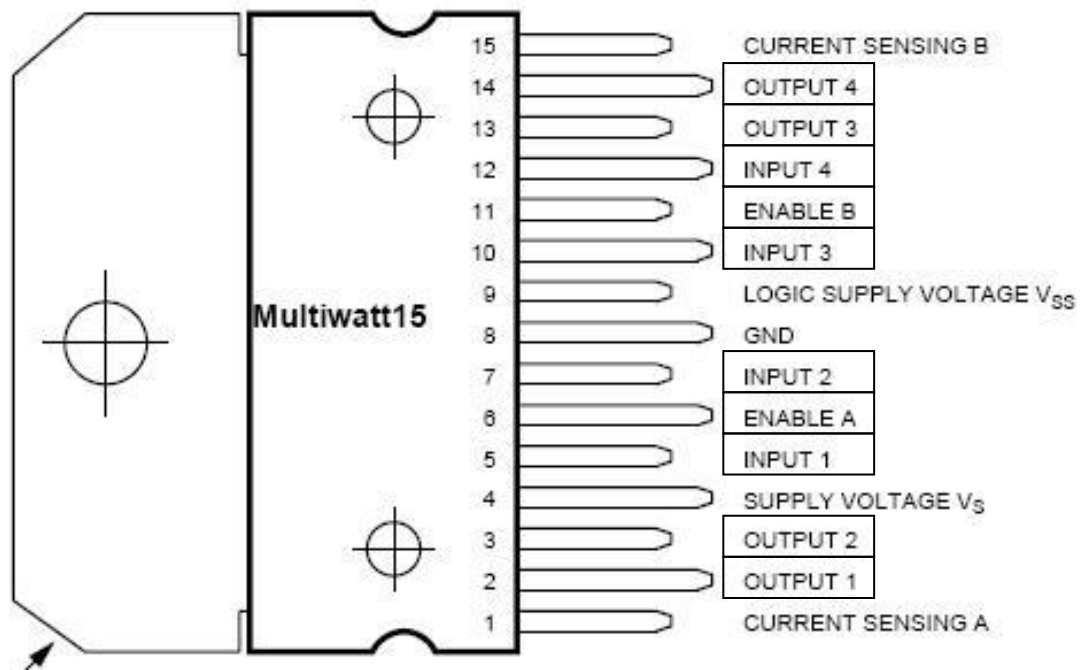 15 CURRENT SENSING B
14 OUTPUT 4
13 OUTPUT 3
12 INPUT 4
11 ENABLE B
10 INPUT 3
9 LOGIC SUPPLY VOLTAGE VSS
Multiwatt15
8 GND
7 INPUT 2
6 ENABLE A
5 INPUT 1
4 SUPPLY VOLTAGE VS
3 OUTPUT 2
2 OUTPUT 1
1 CURRENT SENSING A